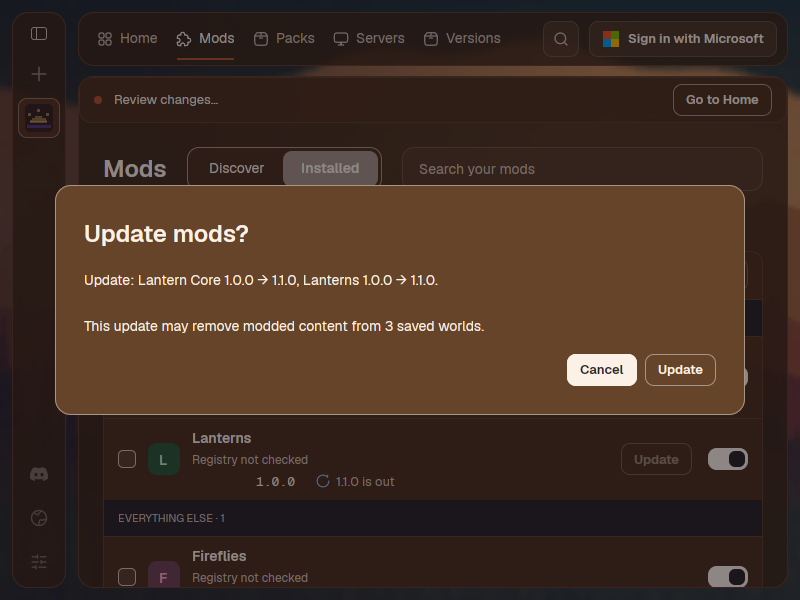 Home
Mods
Packs
Servers
Versions
Sign in with Microsoft
Review changes...
Go to Home
Mods
Discover
Installed
Search your mods
Update mods?
Update: Lantern Core 1.0.0 → 1.1.0, Lanterns 1.0.0 → 1.1.0.
This update may remove modded content from 3 saved worlds.
Cancel
Update
L
Lanterns
Registry not checked
1.0.0
1.1.0 is out
Update
EVERYTHING ELSE · 1
F
Fireflies
Registry not checked